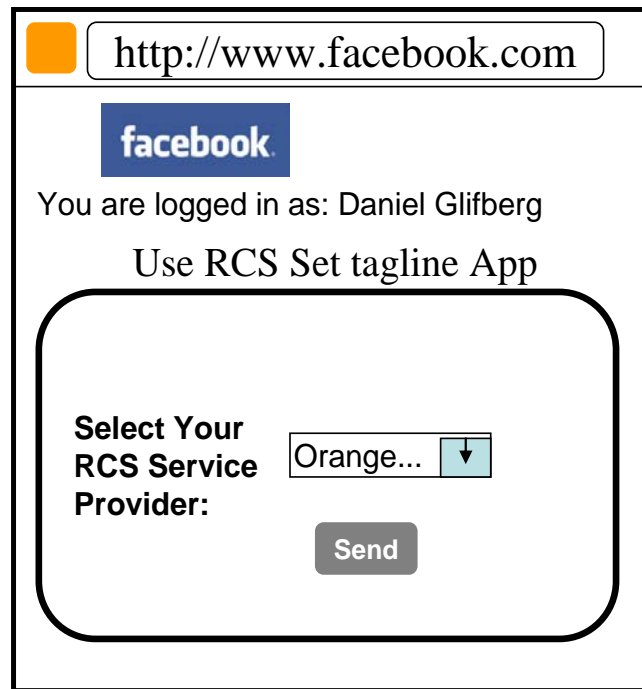 http://www.facebook.com
facebook.
You are logged in as: Daniel Glifberg
Use RCS Set tagline App
Select Your
RCS Service
Provider:
Orange...
Send